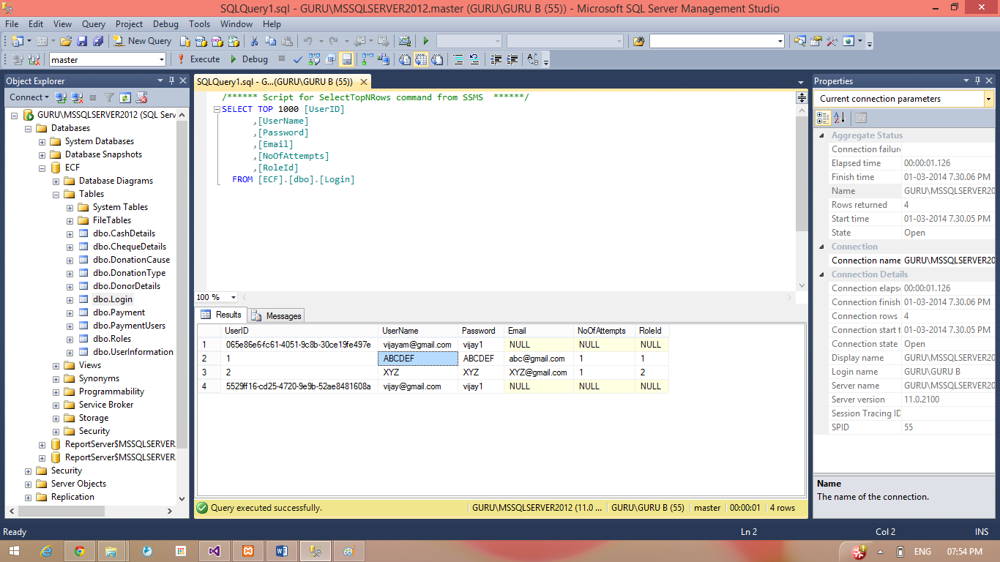 SQLQuery1.sql - GURU\MSSQLSERVER2012.master (GURU\GURU B (55)) - Microsoft SQL Server Management Studio
File Edit View Query Project Debug Tools Window Help
New Query
master Execute Debug
Object Explorer
Connect
GURU\MSSQLSERVER2012 (SQL Serv
Databases
System Databases
Database Snapshots
ECF
Database Diagrams
Tables
System Tables
FileTables
dbo.CashDetails
dbo.ChequeDetails
dbo.DonationCause
dbo.DonationType
dbo.DonorDetails
dbo.Login
dbo.Payment
dbo.PaymentUsers
dbo.Roles
dbo.UserInformation
Views
Synonyms
Programmability
Service Broker
Storage
Security
ReportServer$MSSQLSERVER
ReportServer$MSSQLSERVER
Security
Server Objects
Replication
SQLQuery1.sql - G...(GURU\GURU B (55))
/****** Script for SelectTopNRows command from SSMS ******/
SELECT TOP 1000 [UserID]
,[UserName]
,[Password]
,[Email]
,[NoOfAttempts]
,[RoleId]
FROM [ECF].[dbo].[Login]
100 %
Results Messages
UserID UserName Password Email NoOfAttempts RoleId
1 065e86e6-fc61-4051-9c8b-30ce19fe497e vijayam@gmail.com vijay1 NULL NULL NULL
2 1 ABCDEF ABCDEF abc@gmail.com 1 1
3 2 XYZ XYZ XYZ@gmail.com 1 2
4 5529ff16-cd25-4720-9e9b-52ae8481608a vijay@gmail.com vijay1 NULL NULL NULL
Query executed successfully. GURU\MSSQLSERVER2012 (11.0 ... GURU\GURU B (55) master 00:00:01 4 rows
Properties
Current connection parameters
Aggregate Status
Connection failure
Elapsed time 00:00:01.126
Finish time 01-03-2014 7.30.06 PM
Name GURU\MSSQLSERVER20
Rows returned 4
Start time 01-03-2014 7.30.05 PM
State Open
Connection
Connection name GURU\MSSQLSERVER20
Connection Details
Connection elaps 00:00:01.126
Connection finish 01-03-2014 7.30.06 PM
Connection rows 4
Connection start t 01-03-2014 7.30.05 PM
Connection state Open
Display name GURU\MSSQLSERVER20
Login name GURU\GURU B
Server name GURU\MSSQLSERVER20
Server version 11.0.2100
Session Tracing ID
SPID 55
Name
The name of the connection.
Ready Ln 2 Col 2 INS
ENG 07:54 PM